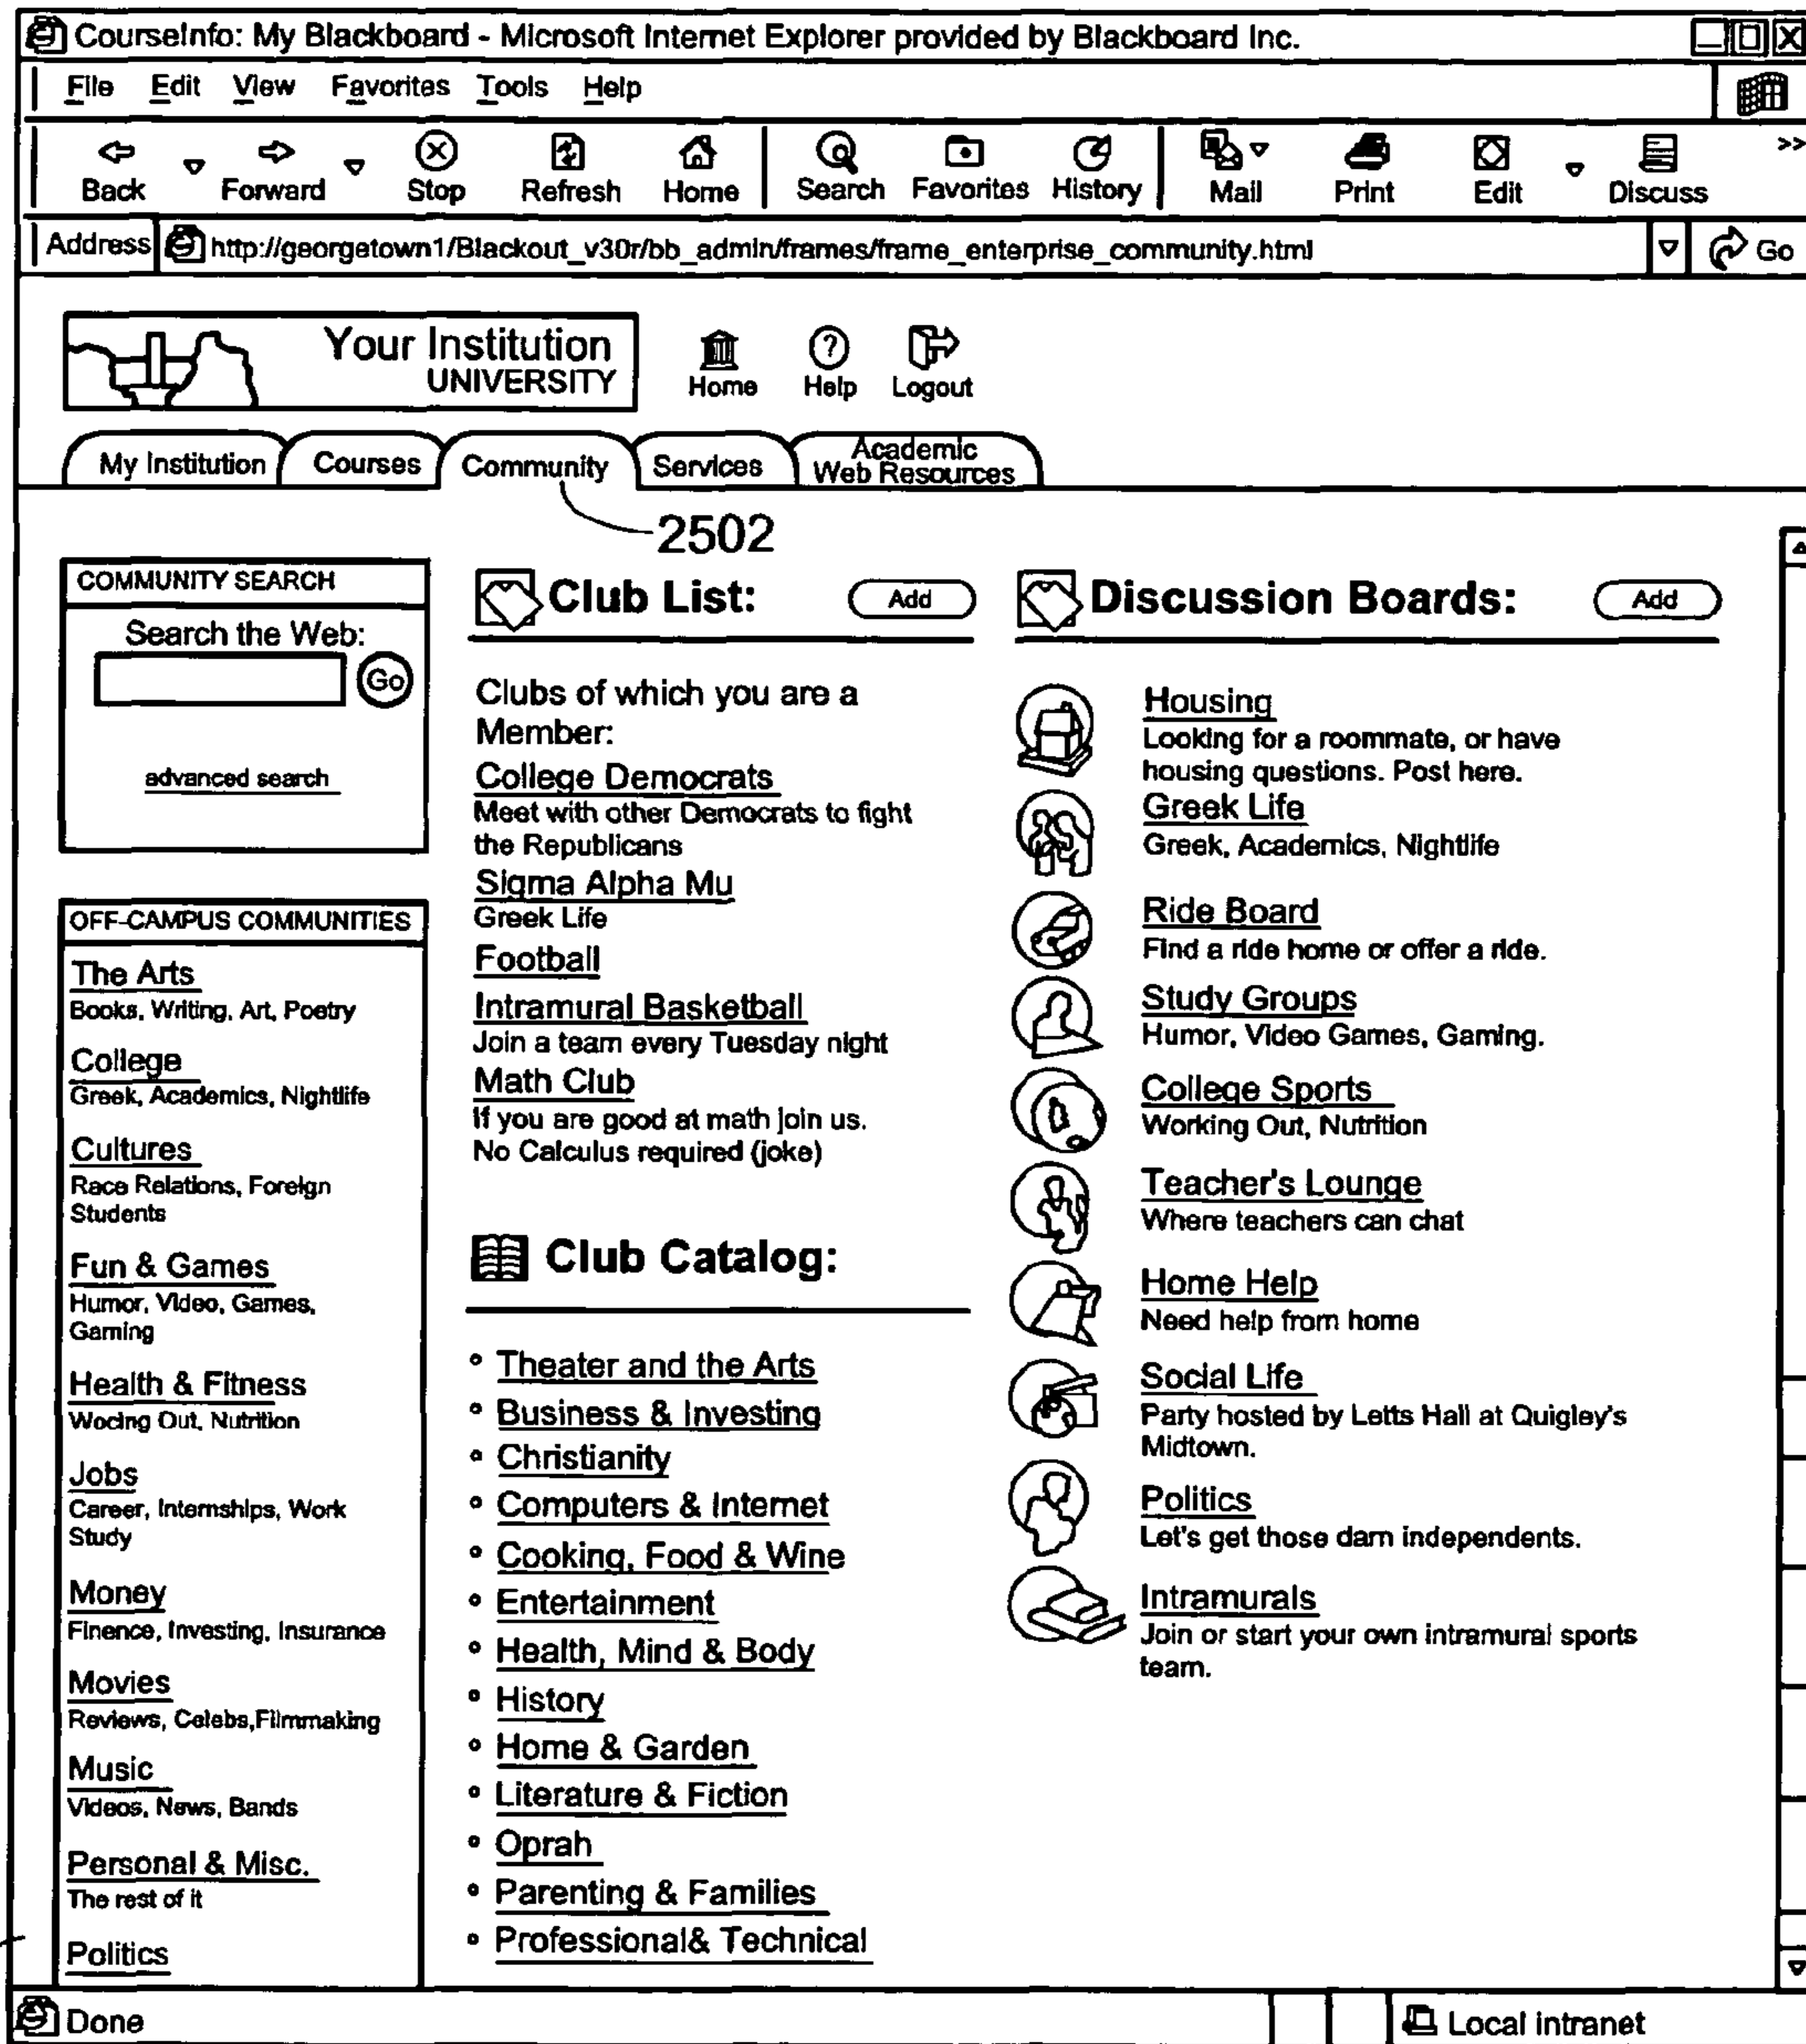 CourseInfo: My Blackboard - Microsoft Internet Explorer provided by Blackboard Inc.
File Edit View Favorites Tools Help
Back Forward Stop Refresh Home Search Favorites History Mail Print Edit Discuss >>
Address http://georgetown1/Blackout_v30r/bb_admin/frames/frame_enterprise_community.html Go
Your Institution
UNIVERSITY
Home Help Logout
My Institution Courses Community Services Academic
Web Resources
2502
COMMUNITY SEARCH
Search the Web:
Go
advanced search
OFF-CAMPUS COMMUNITIES
The Arts
Books, Writing, Art, Poetry
College
Greek, Academics, Nightlife
Cultures
Race Relations, Foreign
Students
Fun & Games
Humor, Video, Games,
Gaming
Health & Fitness
Wocing Out, Nutrition
Jobs
Career, Internships, Work
Study
Money
Finence, Investing, Insurance
Movies
Reviews, Celebs,Filmmaking
Music
Videos, News, Bands
Personal & Misc.
The rest of it
Politics
Club List: Add
Clubs of which you are a
Member:
College Democrats
Meet with other Democrats to fight
the Republicans
Sigma Alpha Mu
Greek Life
Football
Intramural Basketball
Join a team every Tuesday night
Math Club
If you are good at math join us.
No Calculus required (joke)
Club Catalog:
° Theater and the Arts
° Business & Investing
° Christianity
° Computers & Internet
° Cooking, Food & Wine
° Entertainment
° Health, Mind & Body
° History
° Home & Garden
° Literature & Fiction
° Oprah
° Parenting & Families
° Professional& Technical
Discussion Boards: Add
Housing
Looking for a roommate, or have
housing questions. Post here.
Greek Life
Greek, Academics, Nightlife
Ride Board
Find a ride home or offer a ride.
Study Groups
Humor, Video Games, Gaming.
College Sports
Working Out, Nutrition
Teacher's Lounge
Where teachers can chat
Home Help
Need help from home
Social Life
Party hosted by Letts Hall at Quigley's
Midtown.
Politics
Let's get those darn independents.
Intramurals
Join or start your own intramural sports
team.
Done Local intranet